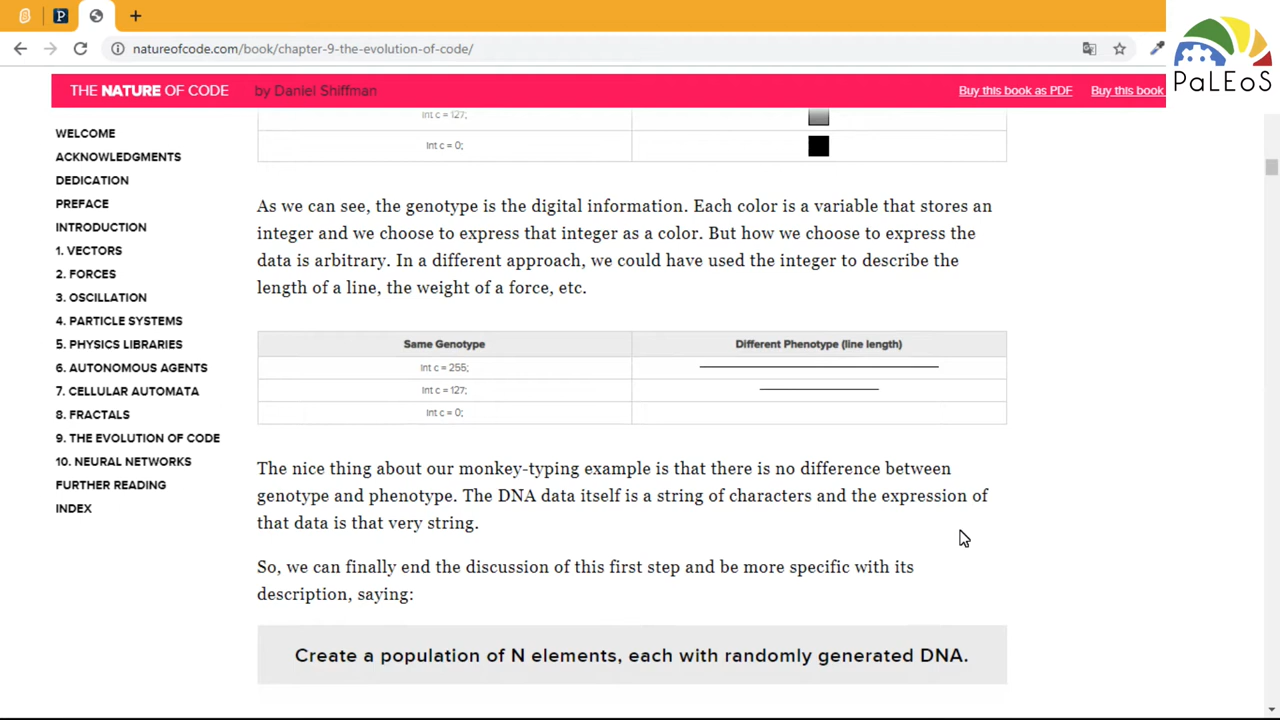 natureofcode.com/book/chapter-9-the-evolution-of-code/
PaLEoS
THE NATURE OF CODE by Daniel Shiffman Buy this book as PDF Buy this book
WELCOME
ACKNOWLEDGMENTS
DEDICATION
PREFACE
INTRODUCTION
1. VECTORS
2. FORCES
3. OSCILLATION
4. PARTICLE SYSTEMS
5. PHYSICS LIBRARIES
6. AUTONOMOUS AGENTS
7. CELLULAR AUTOMATA
8. FRACTALS
9. THE EVOLUTION OF CODE
10. NEURAL NETWORKS
FURTHER READING
INDEX
Int c = 127;
Int c = 0;
As we can see, the genotype is the digital information. Each color is a variable that stores an
integer and we choose to express that integer as a color. But how we choose to express the
data is arbitrary. In a different approach, we could have used the integer to describe the
length of a line, the weight of a force, etc.
Same Genotype Different Phenotype (line length)
Int c = 255;
Int c = 127;
Int c = 0;
The nice thing about our monkey-typing example is that there is no difference between
genotype and phenotype. The DNA data itself is a string of characters and the expression of
that data is that very string.
So, we can finally end the discussion of this first step and be more specific with its
description, saying:
Create a population of N elements, each with randomly generated DNA.